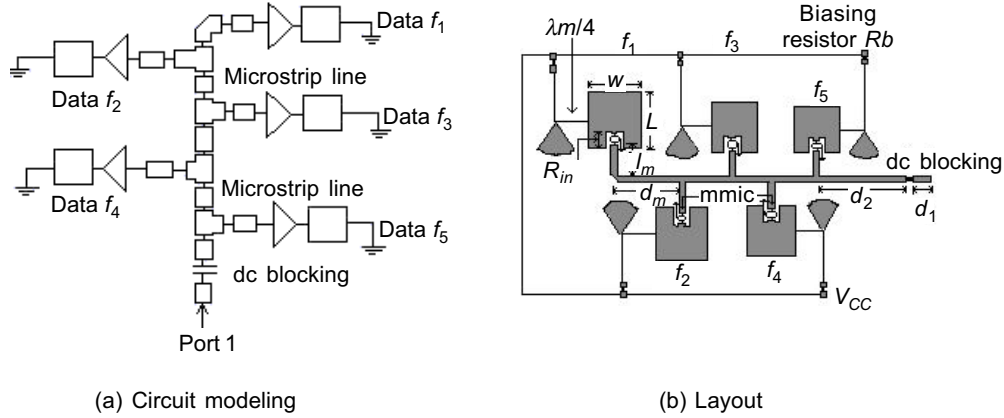 Data f1
Data f2
Microstrip line
Data f3
Data f4
Microstrip line
Data f5
dc blocking
Port 1
(a) Circuit modeling
λm/4
f1
f3
Biasing
resistor Rb
w
L
f5
Rin
lm
dc blocking
dm
mmic
d2
d1
f2
f4
VCC
(b) Layout